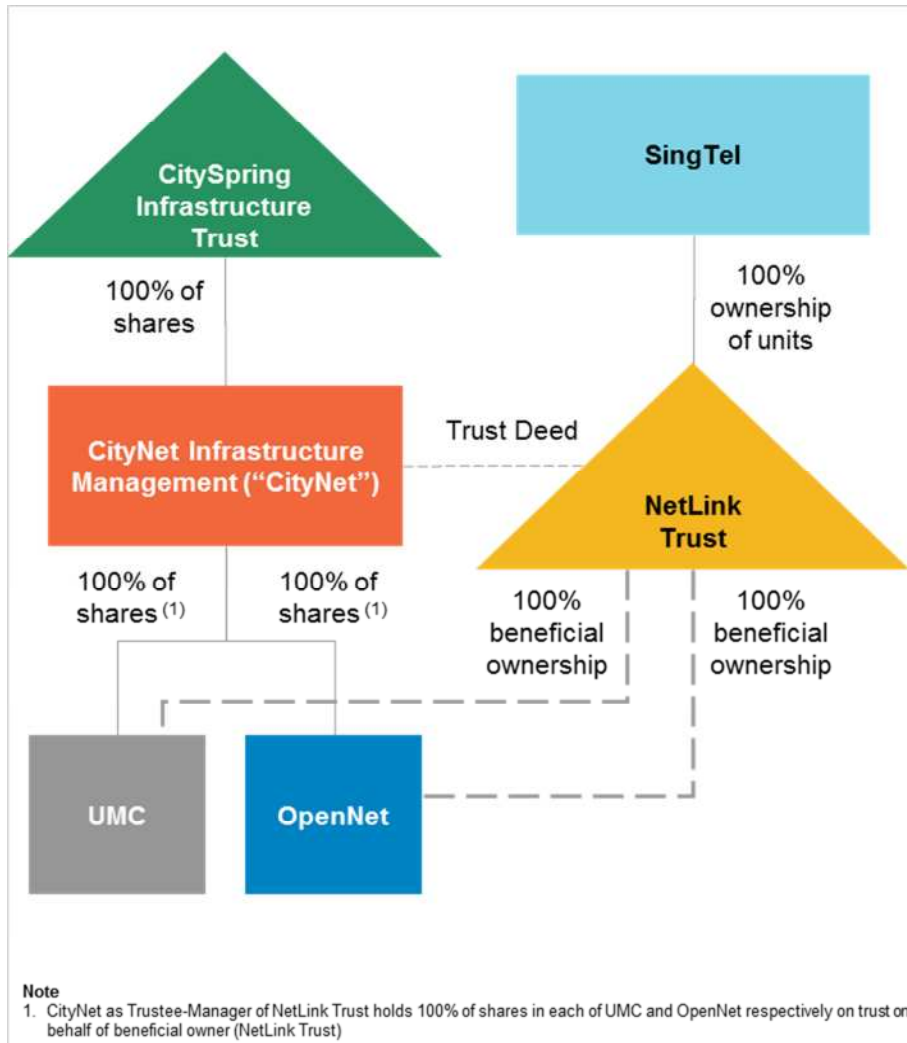 CitySpring
Infrastructure
Trust
SingTel
100% of
shares
100%
ownership
of units
CityNet Infrastructure
Management (“CityNet”)
Trust Deed
NetLink
Trust
100% of
shares (1)
100% of
shares (1)
100%
beneficial
ownership
100%
beneficial
ownership
UMC
OpenNet
Note
1. CityNet as Trustee-Manager of NetLink Trust holds 100% of shares in each of UMC and OpenNet respectively on trust on
behalf of beneficial owner (NetLink Trust)